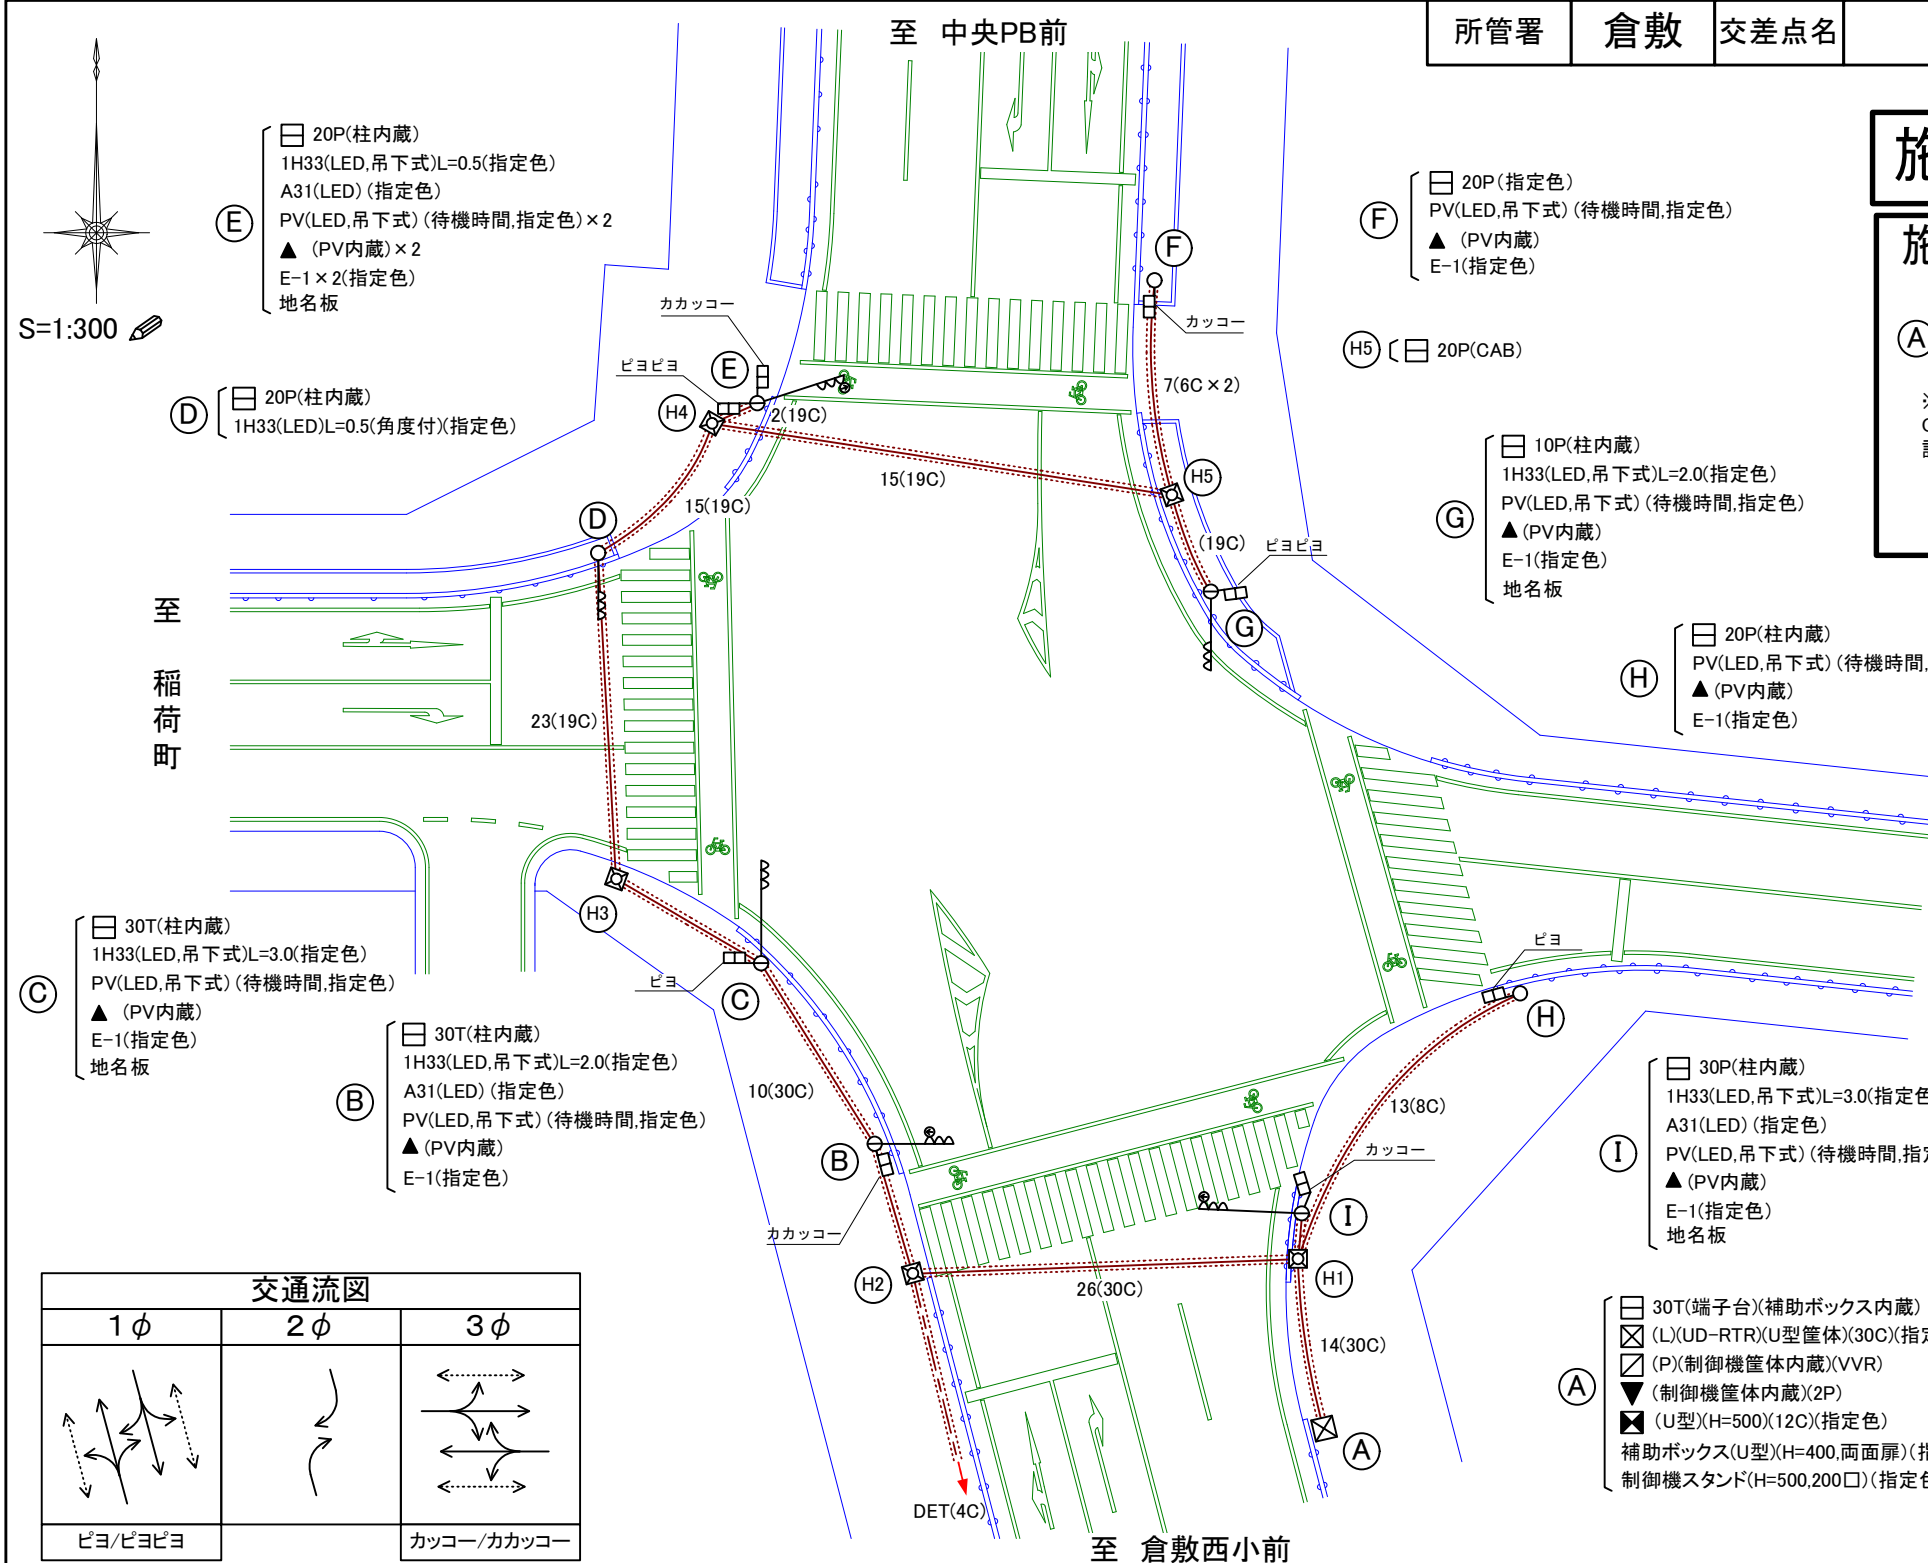 至 中央PB前
所管署 倉敷 交差点名
S=1:300
E
20P(柱内蔵)
1H33(LED,吊下式)L=0.5(指定色)
A31(LED)(指定色)
PV(LED,吊下式)(待機時間,指定色)×2
▲ (PV内蔵)×2
E-1×2(指定色)
地名板
F
20P(指定色)
PV(LED,吊下式)(待機時間,指定色)
▲ (PV内蔵)
E-1(指定色)
施
施
A
※
H5 20P(CAB)
D
20P(柱内蔵)
1H33(LED)L=0.5(角度付)(指定色)
G
10P(柱内蔵)
1H33(LED,吊下式)L=2.0(指定色)
PV(LED,吊下式)(待機時間,指定色)
▲(PV内蔵)
E-1(指定色)
地名板
H
20P(柱内蔵)
PV(LED,吊下式)(待機時間,
▲(PV内蔵)
E-1(指定色)
カカッコー
ピヨピヨ
E
H4
2(19C)
15(19C)
15(19C)
D
F
カッコー
7(6C×2)
H5
(19C)
ピヨピヨ
G
至 稲荷町
23(19C)
H3
ピヨ
C
10(30C)
B
カカッコー
H2
26(30C)
DET(4C)
ピヨ
H
13(8C)
カッコー
I
H1
14(30C)
A
C
30T(柱内蔵)
1H33(LED,吊下式)L=3.0(指定色)
PV(LED,吊下式)(待機時間,指定色)
▲ (PV内蔵)
E-1(指定色)
地名板
B
30T(柱内蔵)
1H33(LED,吊下式)L=2.0(指定色)
A31(LED)(指定色)
PV(LED,吊下式)(待機時間,指定色)
▲(PV内蔵)
E-1(指定色)
I
30P(柱内蔵)
1H33(LED,吊下式)L=3.0(指定色
A31(LED)(指定色)
PV(LED,吊下式)(待機時間,指定
▲(PV内蔵)
E-1(指定色)
地名板
A
30T(端子台)(補助ボックス内蔵)
(L)(UD-RTR)(U型筐体)(30C)(指定
(P)(制御機筐体内蔵)(VVR)
▼ (制御機筐体内蔵)(2P)
(U型)(H=500)(12C)(指定色)
補助ボックス(U型)(H=400,両面扉)(指
制御機スタンド(H=500,200□)(指定色
交通流図
1φ 2φ 3φ
ピヨ/ピヨピヨ カッコー/カカッコー
至 倉敷西小前